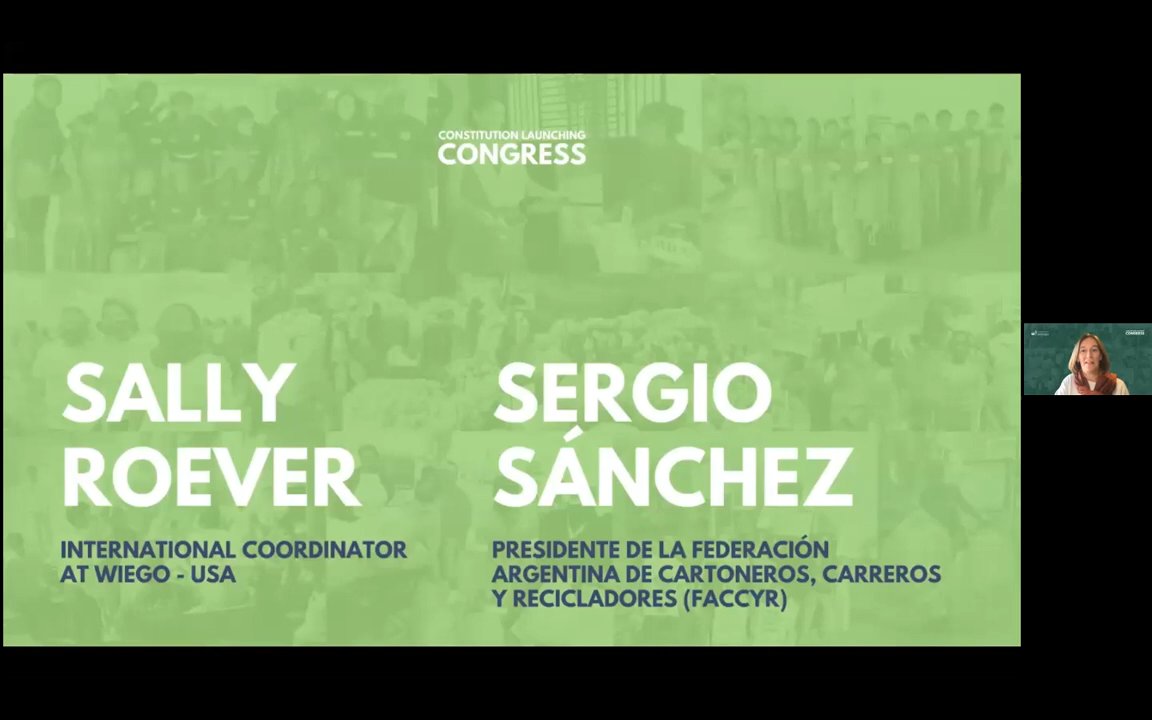 CONSTITUTION LAUNCHING
CONGRESS
SALLY
ROEVER
INTERNATIONAL COORDINATOR
AT WIEGO - USA
SERGIO
SÁNCHEZ
PRESIDENTE DE LA FEDERACIÓN
ARGENTINA DE CARTONEROS, CARREROS
Y RECICLADORES (FACCYR)
CONGRESS